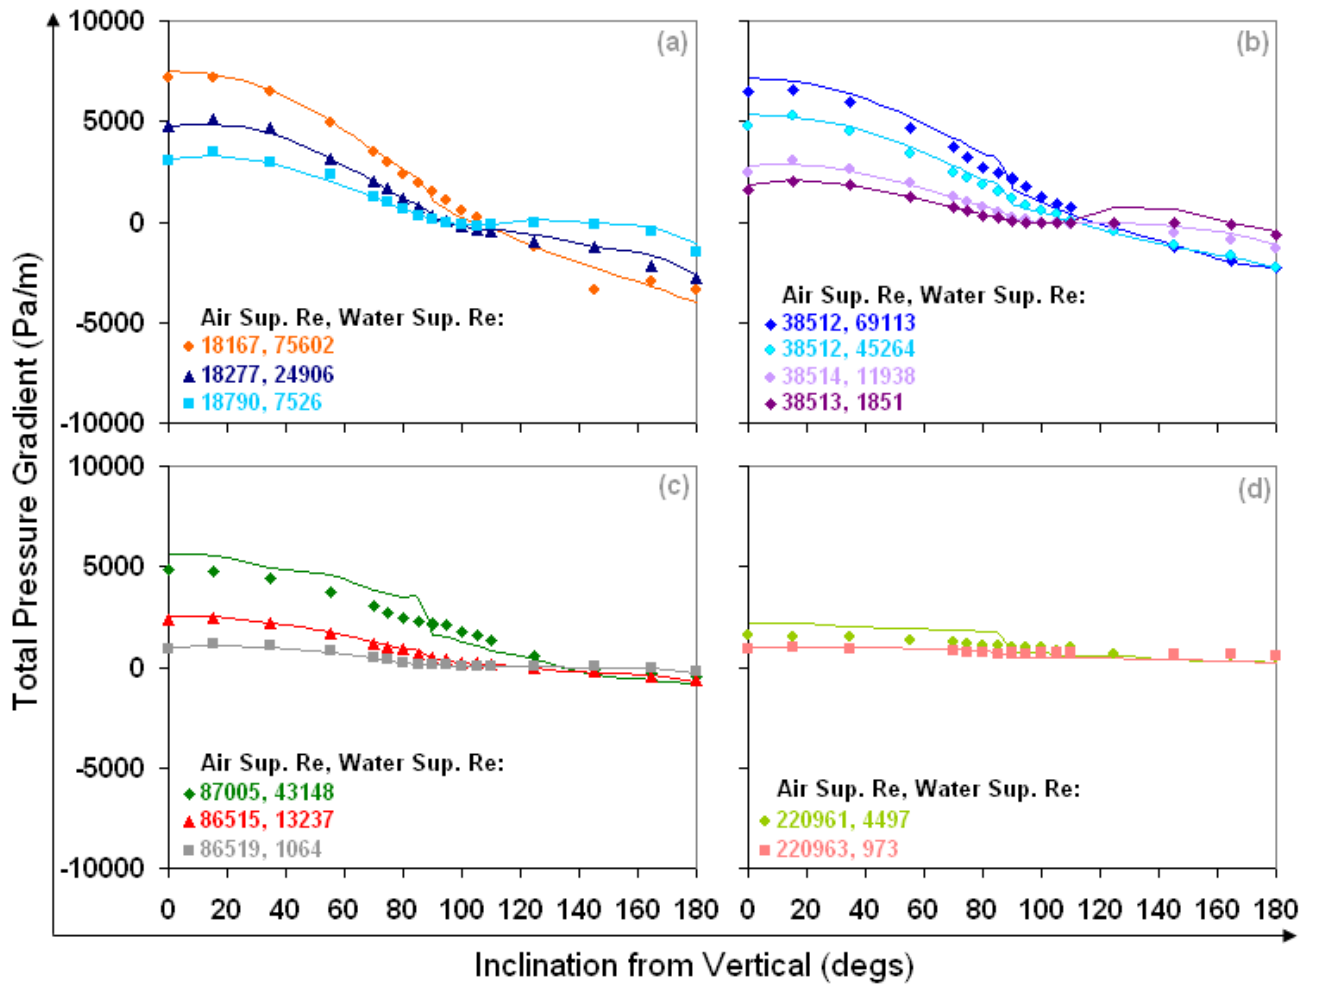 Total Pressure Gradient (Pa/m)
10000
5000
0
-5000
-10000
(a)
Air Sup. Re, Water Sup. Re:
18167, 75602
18277, 24906
18790, 7526
(b)
Air Sup. Re, Water Sup. Re:
38512, 69113
38512, 45264
38514, 11938
38513, 1851
10000
5000
0
-5000
-10000
(c)
Air Sup. Re, Water Sup. Re:
87005, 43148
86515, 13237
86519, 1064
(d)
Air Sup. Re, Water Sup. Re:
220961, 4497
220963, 973
0 20 40 60 80 100 120 140 160 180
0 20 40 60 80 100 120 140 160 180
Inclination from Vertical (degs)